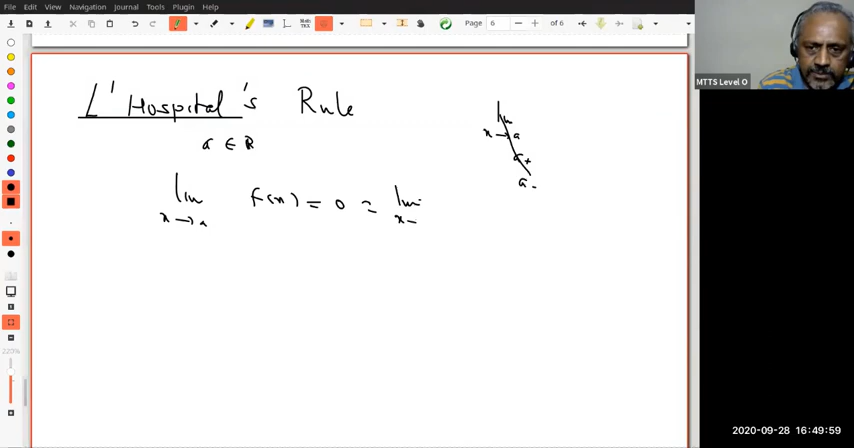 File Edit View Navigation Journal Tools Plugin Help
Page 6 of 6
L' Hospital's Rule
a ∈ R
lim
x → a
a+
a-
lim f(x) = 0 = lim
x → a x -
220%
MTTS Level O
2020-09-28 16:49:59